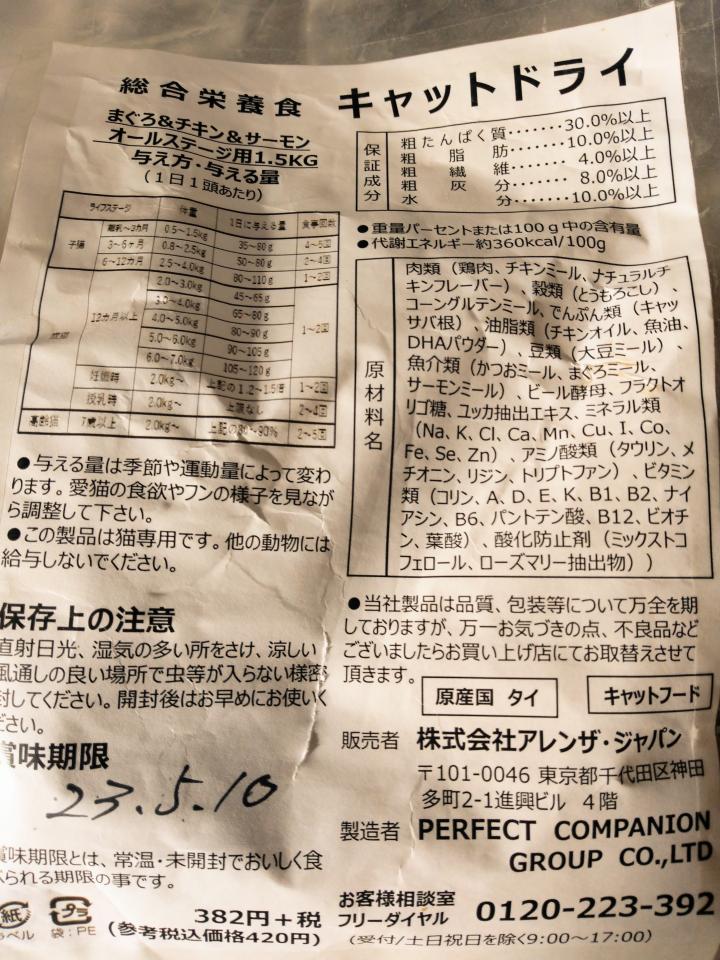 総合栄養食 キャットドライ
まぐろ&チキン&サーモン
オールステージ用1.5KG
与え方・与える量
(1日1頭あたり)
ライフステージ 体重 1日に与える量 食事回数
子猫 離乳～3カ月 0.5～1.5kg 35～80g 4～5回
3～6ヶ月 0.8～2.5kg 50～80g 2～4回
6～12カ月 2.5～4.0kg 80～110g 1～2回
成猫 12カ月以上 2.0～3.0kg 45～65g 1～2回
3.0～4.0kg 65～80g
4.0～5.0kg 80～90g
5.0～6.0kg 90～105g
6.0～7.0kg 105～120g
妊娠時 2.0kg～ 上記の1.2～1.5倍 1～2回
授乳時 2.0kg～ 上限なし 2～4回
高齢猫 7歳以上 2.0kg～ 上記の80～90% 2～5回
●与える量は季節や運動量によって変わ
ります。愛猫の食欲やフンの様子を見なが
ら調整して下さい。
●この製品は猫専用です。他の動物には
給与しないでください。
保存上の注意
直射日光、湿気の多い所をさけ、涼しい
風通しの良い場所で虫等が入らない様密
封してください。開封後はお早めにお使いく
ださい。
賞味期限
23.5.10
賞味期限とは、常温・未開封でおいしく食
べられる期限の事です。
紙 プラ
ラベル 袋:PE
382円+税
(参考税込価格420円)
保証成分
粗たんぱく質・・・・・・・30.0%以上
粗脂肪・・・・・・・10.0%以上
粗繊維・・・・・・・4.0%以上
粗灰分・・・・・・・8.0%以上
水分・・・・・・・10.0%以上
●重量パーセントまたは100g中の含有量
●代謝エネルギー約360kcal/100g
原材料名
肉類(鶏肉、チキンミール、ナチュラルチ
キンフレーバー)、穀類(とうもろこし)、
コーングルテンミール、でんぷん類(キャッ
サバ根)、油脂類(チキンオイル、魚油、
DHAパウダー)、豆類(大豆ミール)、
魚介類(かつおミール、まぐろミール、
サーモンミール)、ビール酵母、フラクトオ
リゴ糖、ユッカ抽出エキス、ミネラル類
(Na、K、Cl、Ca、Mn、Cu、I、Co、
Fe、Se、Zn)、アミノ酸類(タウリン、メ
チオニン、リジン、トリプトファン)、ビタミン
類(コリン、A、D、E、K、B1、B2、ナイ
アシン、B6、パントテン酸、B12、ビオチ
ン、葉酸)、酸化防止剤(ミックストコ
フェロール、ローズマリー抽出物))
●当社製品は品質、包装等について万全を期
しておりますが、万一お気づきの点、不良品など
ございましたらお買い上げ店にてお取替えさせて
頂きます。
原産国 タイ
キャットフード
販売者 株式会社アレンザ・ジャパン
〒101-0046 東京都千代田区神田
多町2-1進興ビル 4階
製造者 PERFECT COMPANION
GROUP CO.,LTD
お客様相談室
フリーダイヤル 0120-223-392
(受付/土日祝日を除く9:00～17:00)